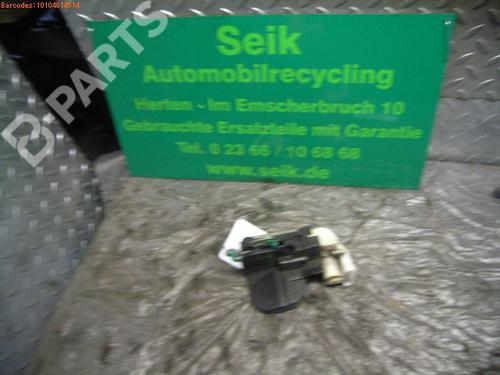 Barcodes:10104614514
B-PARTS
Seik
Automobilrecycling
Herten - Im Emscherbruch 10
Gebrauchte Ersatzteile mit Garantie
Tel. 0 23 66 / 10 68 68
www.seik.de